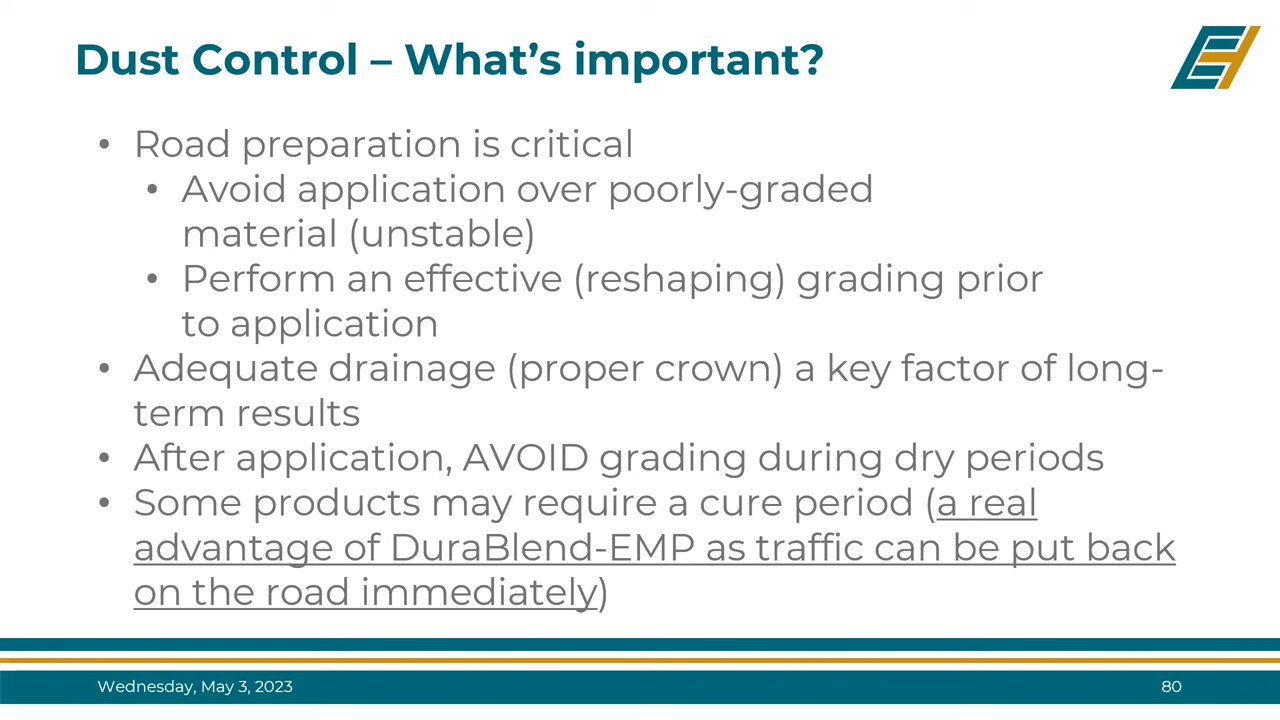 Dust Control – What’s important?
• Road preparation is critical
• Avoid application over poorly-graded
material (unstable)
• Perform an effective (reshaping) grading prior
to application
• Adequate drainage (proper crown) a key factor of long-
term results
• After application, AVOID grading during dry periods
• Some products may require a cure period (a real
advantage of DuraBlend-EMP as traffic can be put back
on the road immediately)
Wednesday, May 3, 2023
80